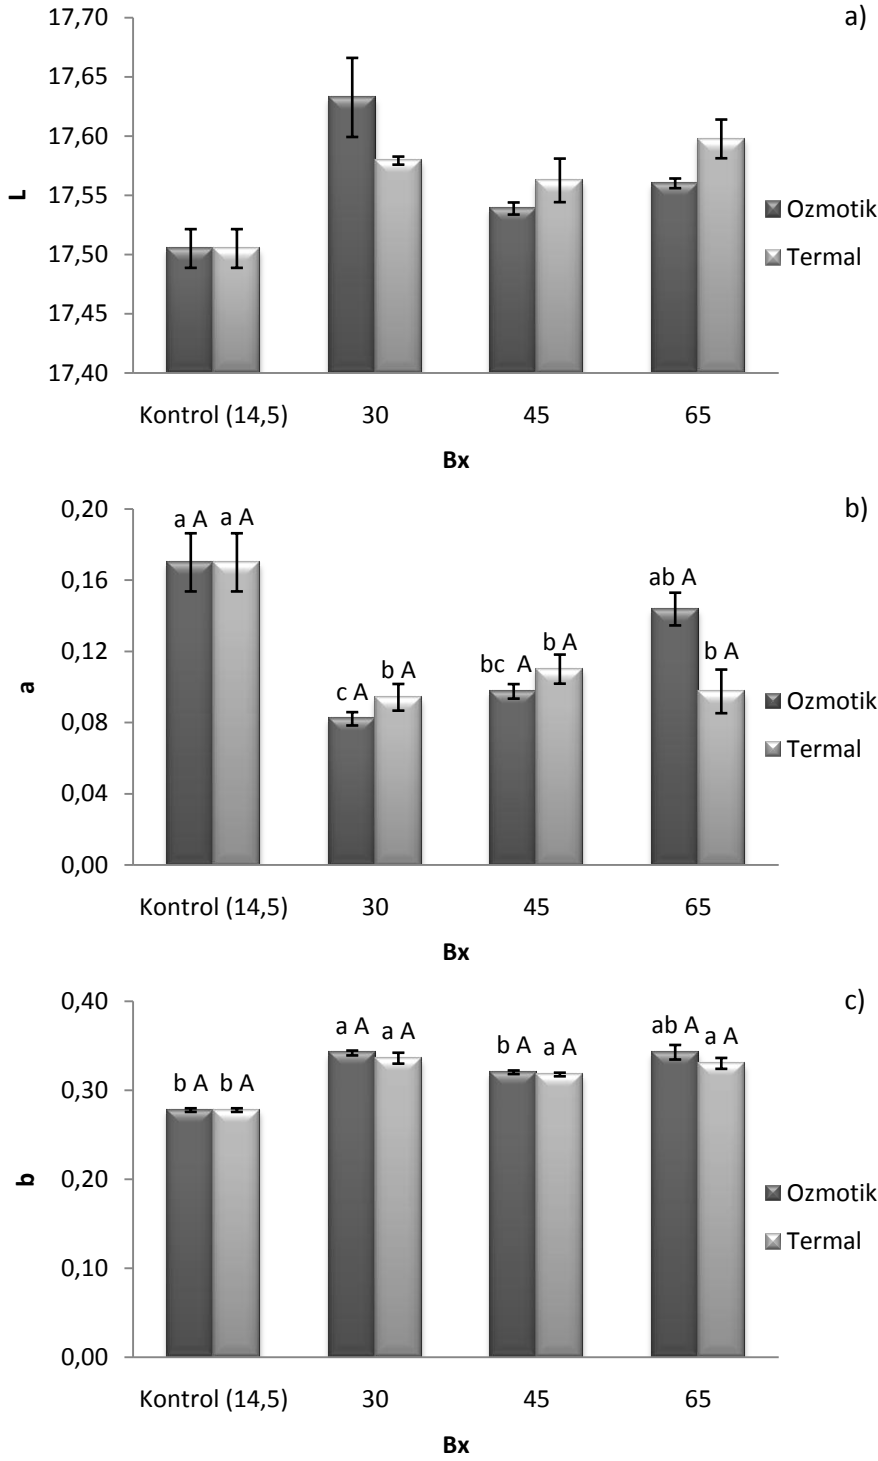 a)
17,70
17,65
17,60
17,55
17,50
17,45
17,40
L
Ozmotik
Termal
Kontrol (14,5) 30 45 65
Bx
b)
0,20
0,16
0,12
0,08
0,04
0,00
a
a A a A
c A b A
bc A b A
ab A b A
Ozmotik
Termal
Kontrol (14,5) 30 45 65
Bx
c)
0,40
0,30
0,20
0,10
0,00
b
b A b A
a A a A
b A a A
ab A a A
Ozmotik
Termal
Kontrol (14,5) 30 45 65
Bx